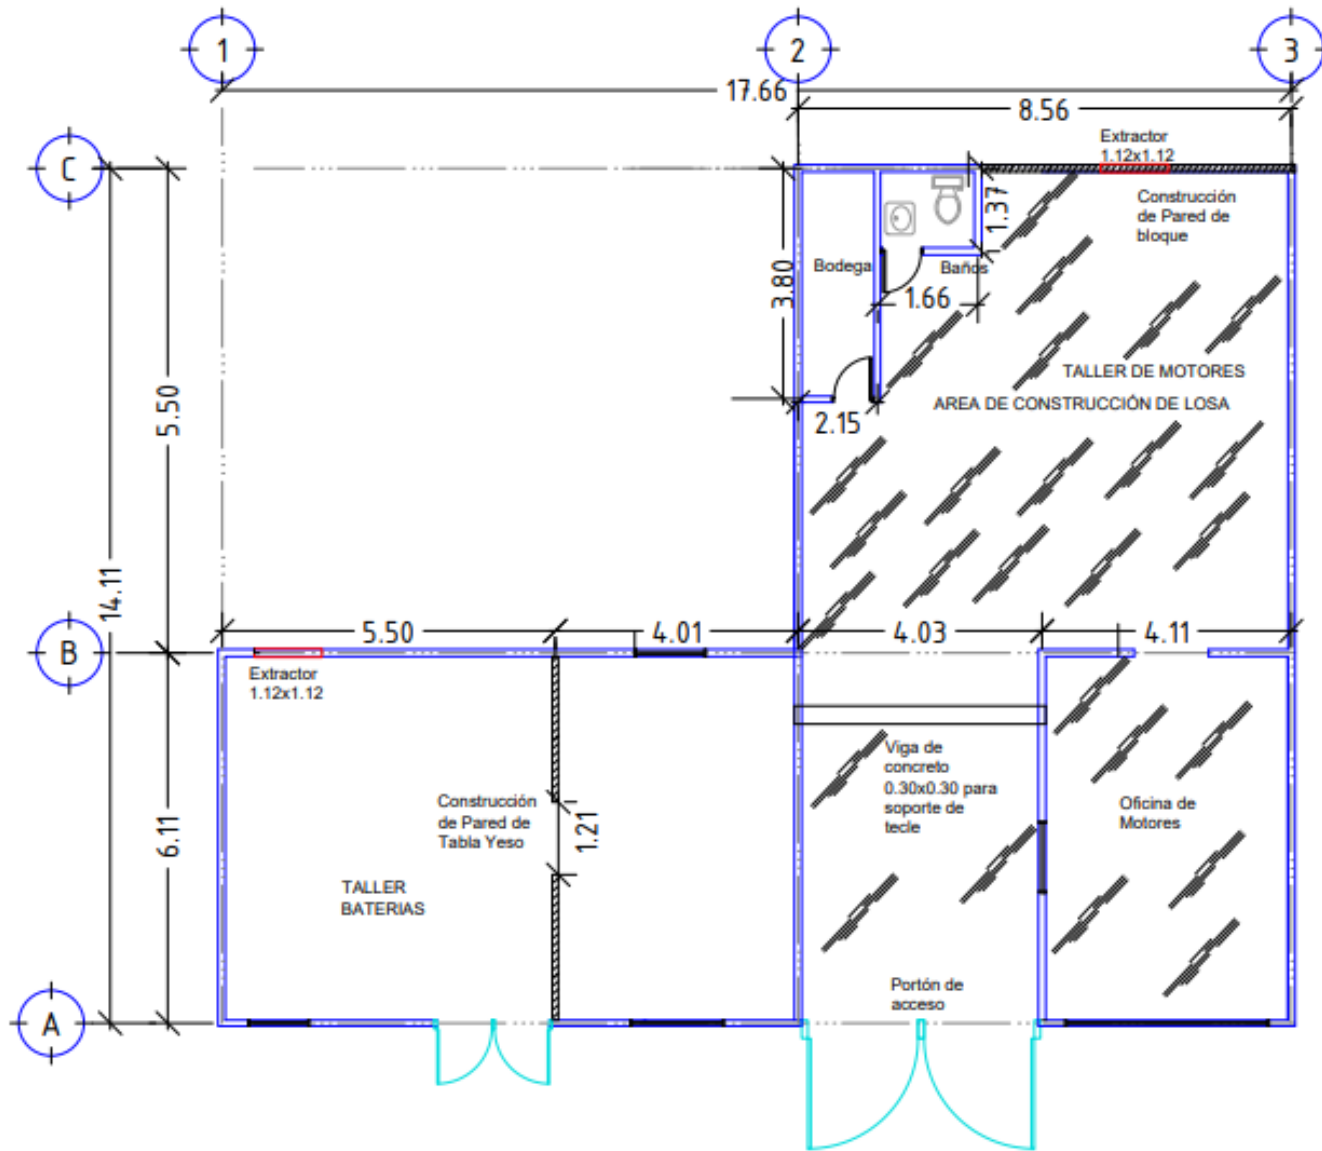 1
2
3
17.66
8.56
Extractor
1.12x1.12
C
1.37
Construcción
de Pared de
bloque
Bodega
Baños
3.80
1.66
TALLER DE MOTORES
AREA DE CONSTRUCCIÓN DE LOSA
5.50
2.15
14.11
5.50
4.01
4.03
4.11
B
Extractor
1.12x1.12
Viga de
concreto
0.30x0.30 para
soporte de
tecle
Construcción
de Pared de
Tabla Yeso
1.21
Oficina de
Motores
6.11
TALLER
BATERIAS
Portón de
acceso
A